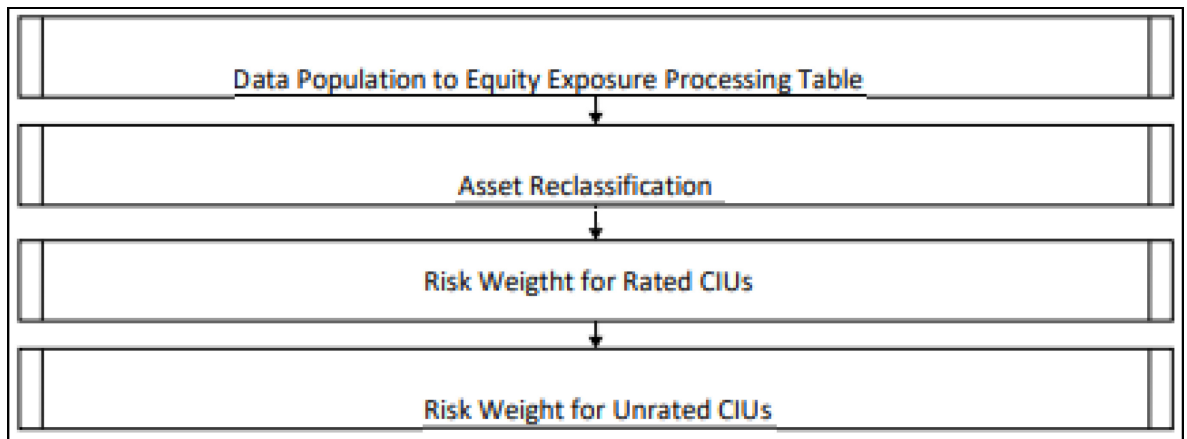 Data Population to Equity Exposure Processing Table
Asset Reclassification
Risk Weigtht for Rated CIUs
Risk Weight for Unrated CIUs